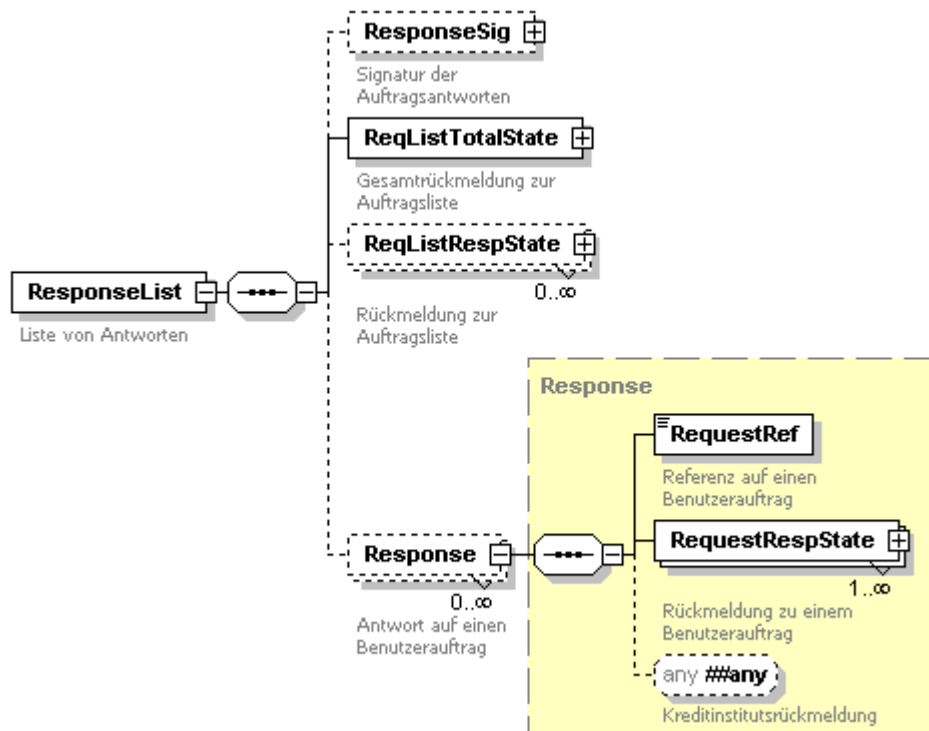 ResponseSig
Signatur der
Auftragsantworten
ReqListTotalState
Gesamtrückmeldung zur
Auftragsliste
ReqListRespState
0..∞
Rückmeldung zur
Auftragsliste
ResponseList
Liste von Antworten
Response
0..∞
Antwort auf einen
Benutzerauftrag
Response
RequestRef
Referenz auf einen
Benutzerauftrag
RequestRespState
1..∞
Rückmeldung zu einem
Benutzerauftrag
any ##any
Kreditinstitutsrückmeldung